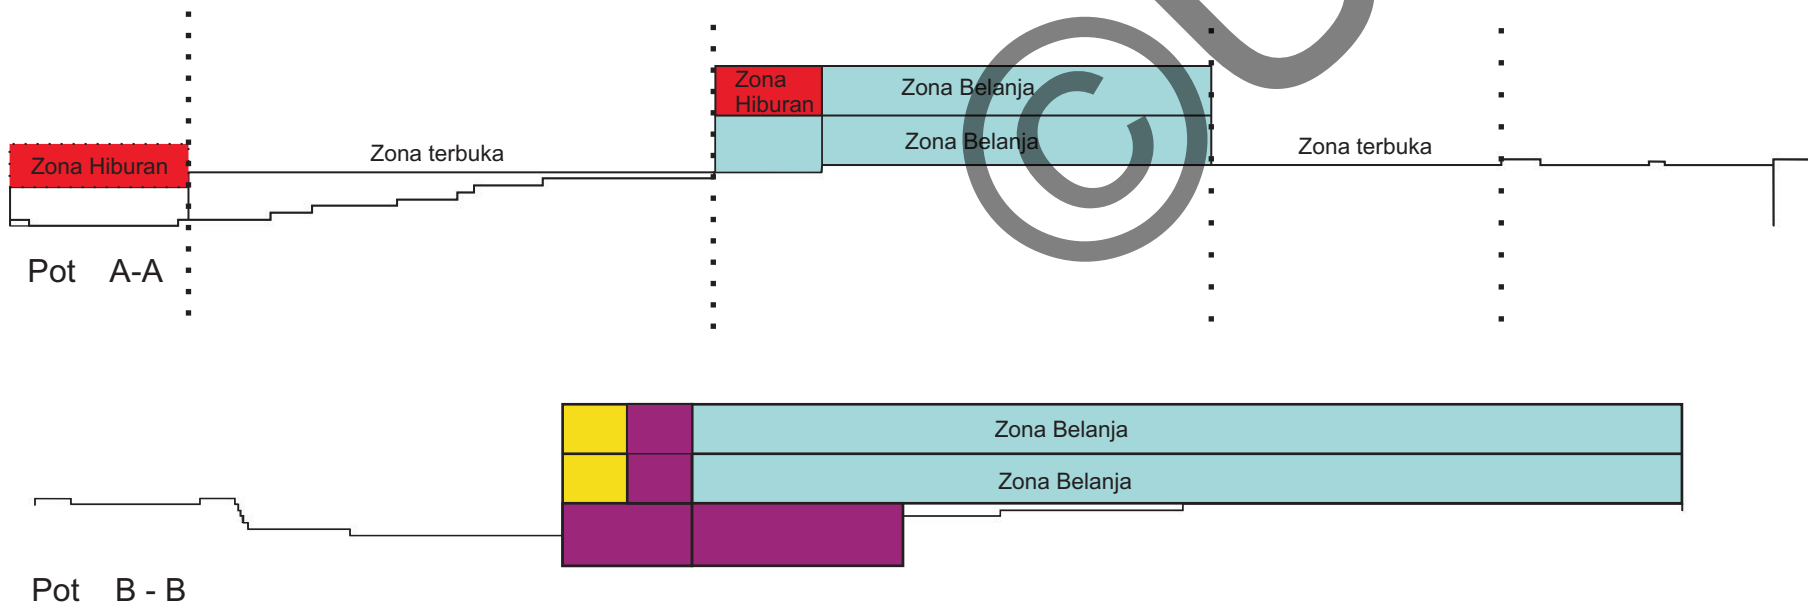 Zona
Hiburan
Zona Belanja
Zona Belanja
Zona Hiburan
Zona terbuka
Zona terbuka
Pot A-A
Zona Belanja
Zona Belanja
Pot B - B